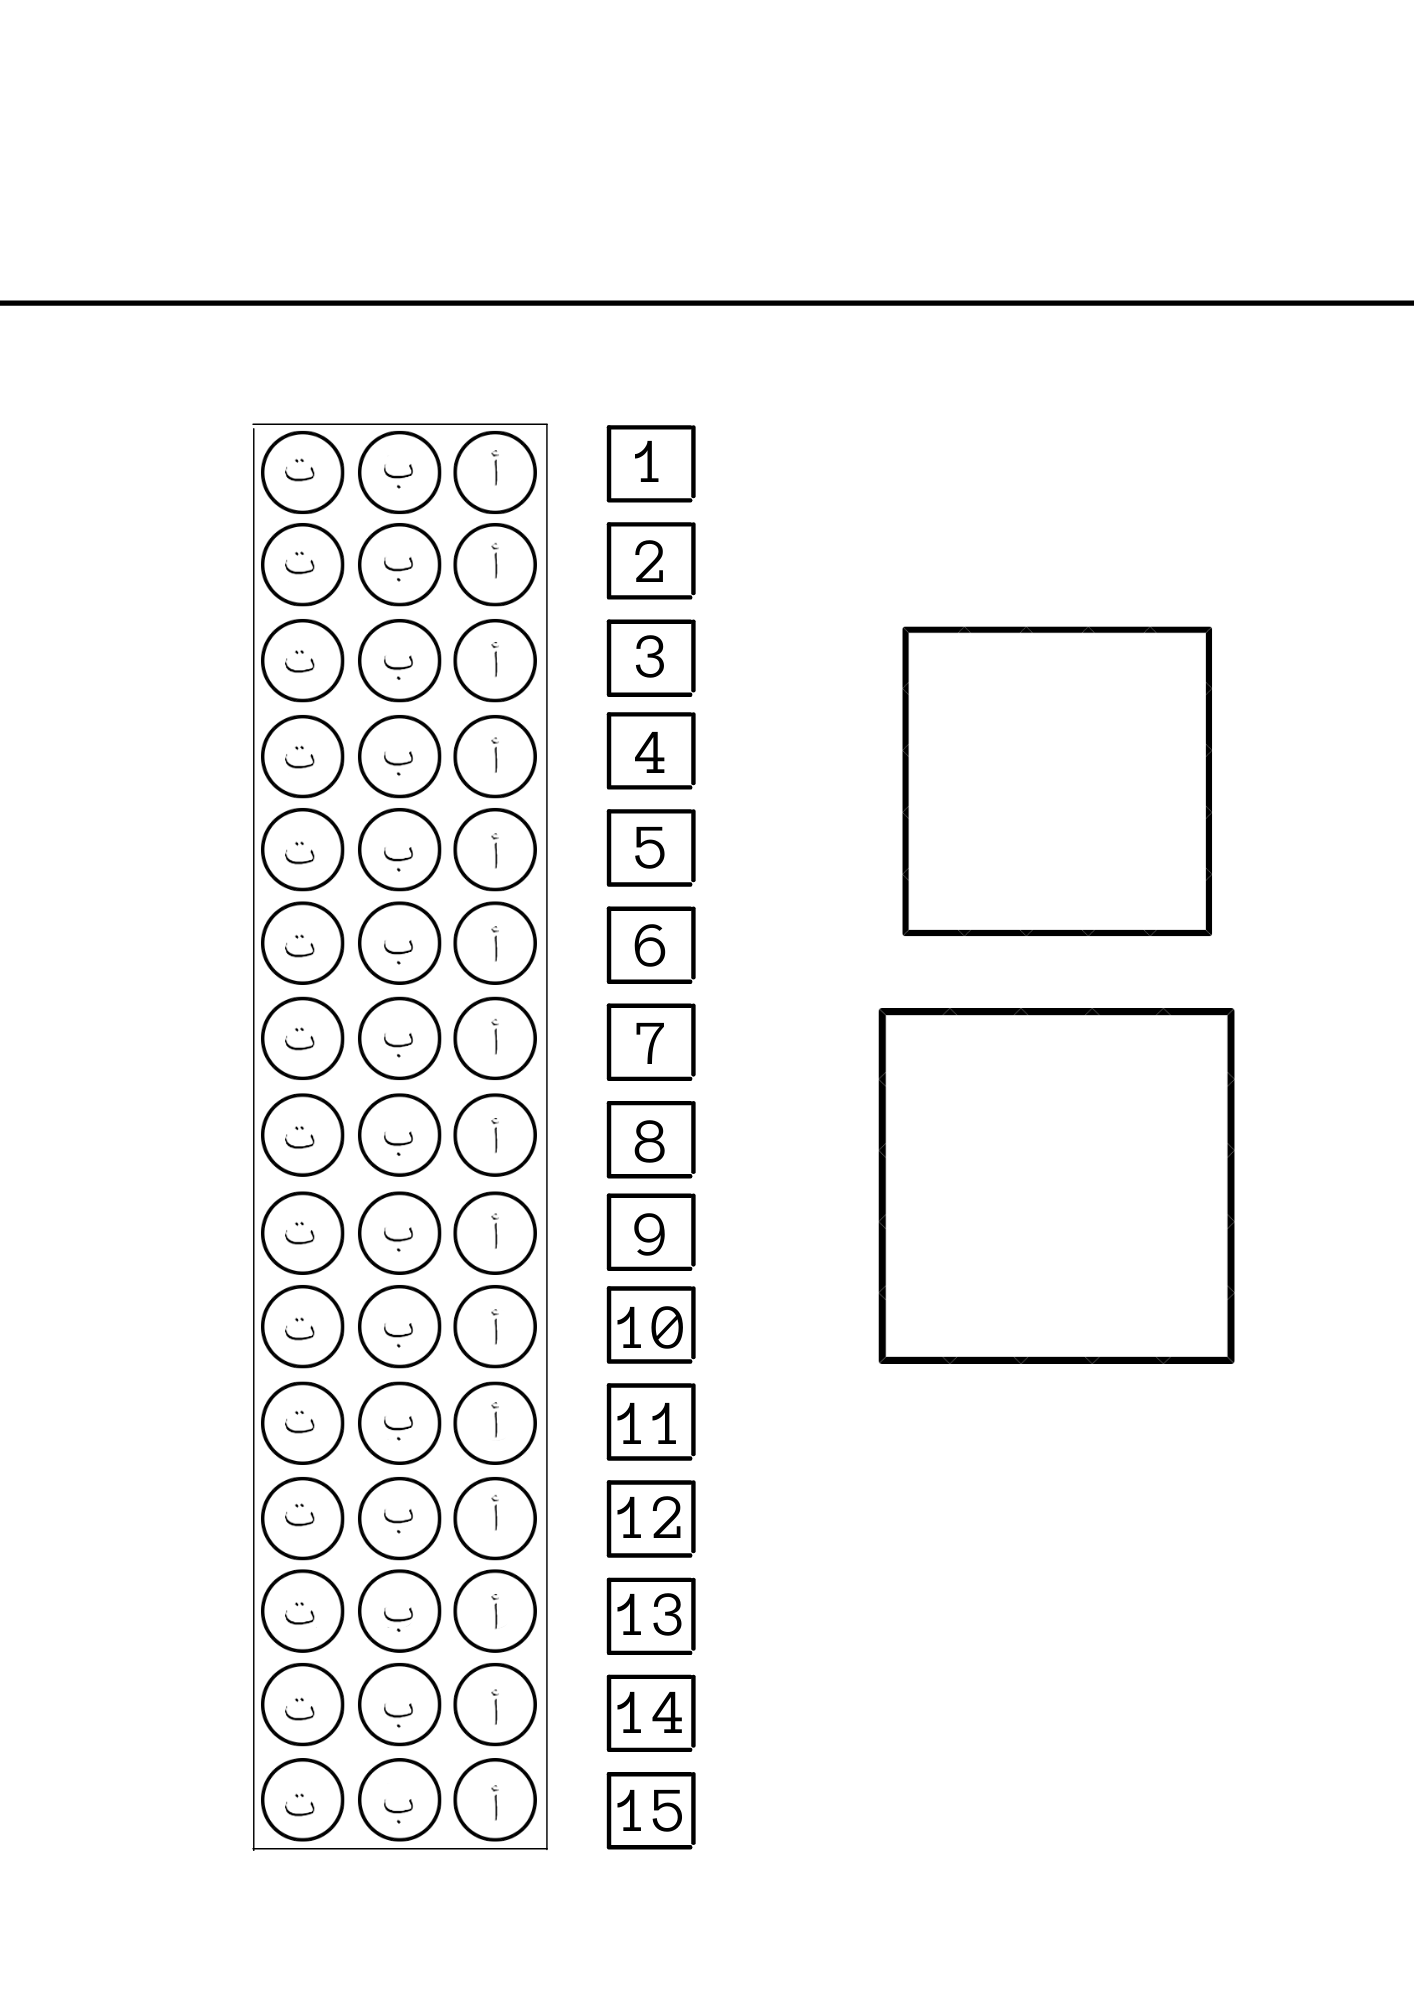 1 أ ب ت
2 أ ب ت
3 أ ب ت
4 أ ب ت
5 أ ب ت
6 أ ب ت
7 أ ب ت
8 أ ب ت
9 أ ب ت
10 أ ب ت
11 أ ب ت
12 أ ب ت
13 أ ب ت
14 أ ب ت
15 أ ب ت